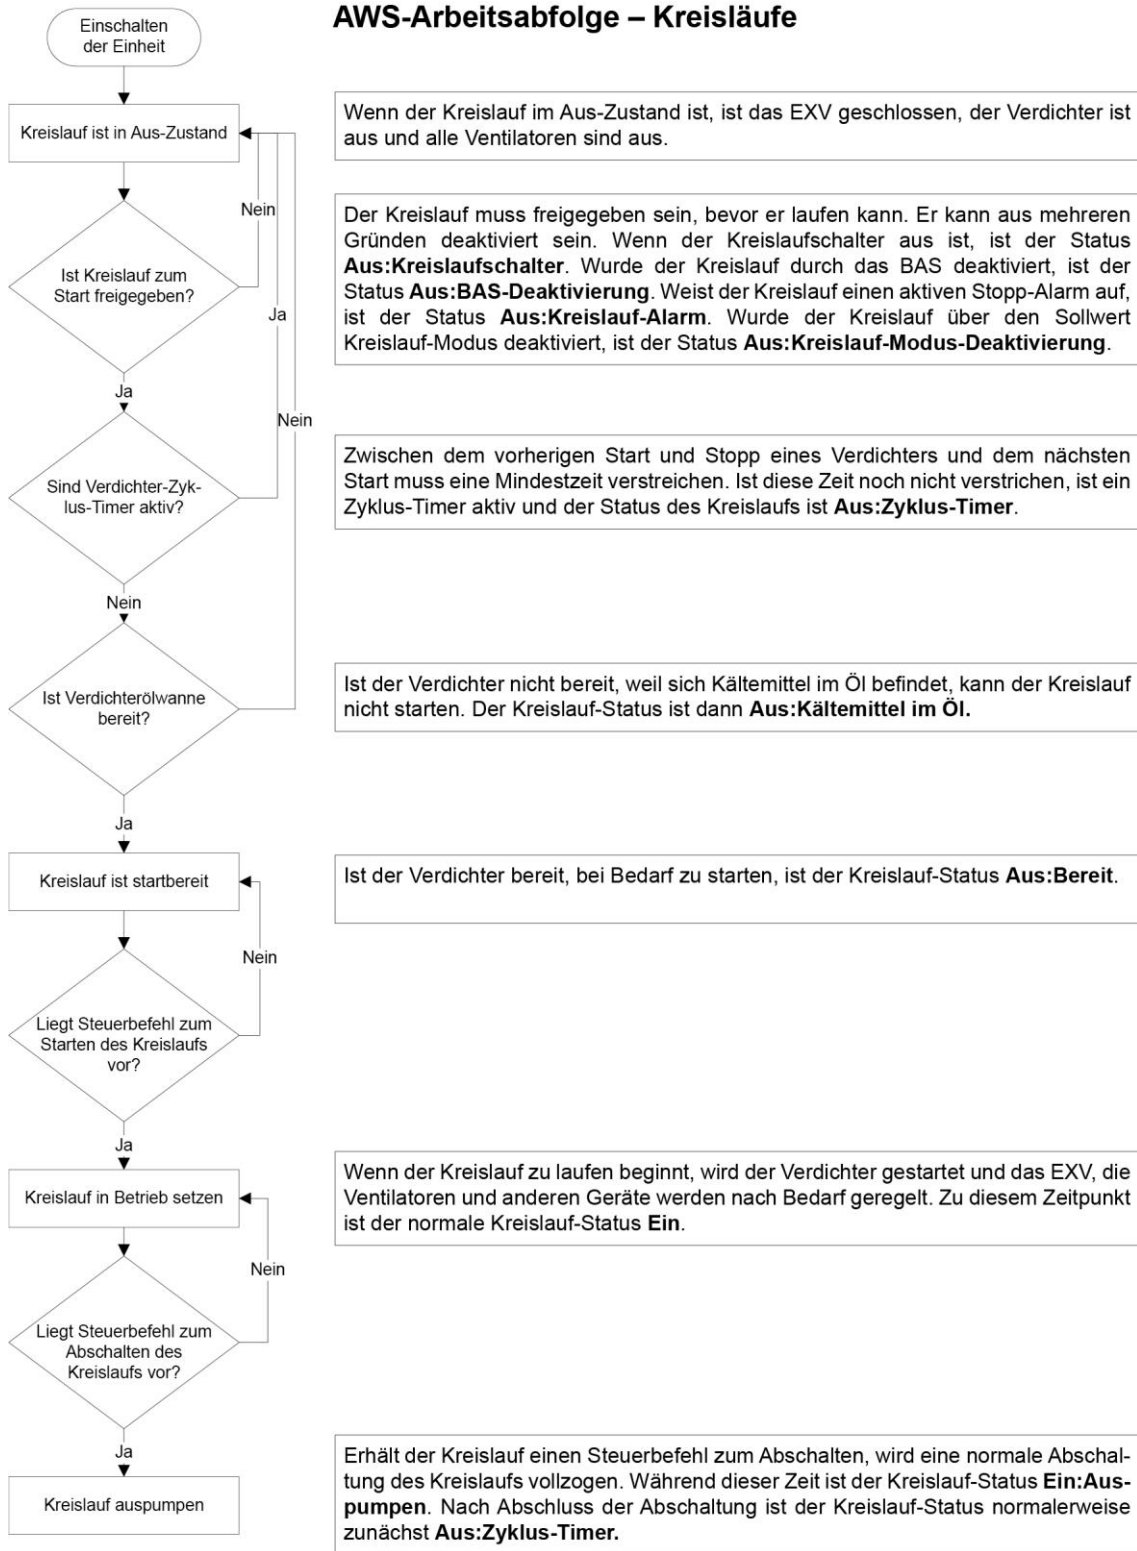 AWS-Arbeitsabfolge – Kreisläufe
Einschalten
der Einheit
Kreislauf ist in Aus-Zustand
Wenn der Kreislauf im Aus-Zustand ist, ist das EXV geschlossen, der Verdichter ist
aus und alle Ventilatoren sind aus.
Nein
Ist Kreislauf zum
Start freigegeben?
Ja
Der Kreislauf muss freigegeben sein, bevor er laufen kann. Er kann aus mehreren
Gründen deaktiviert sein. Wenn der Kreislaufschalter aus ist, ist der Status
Aus:Kreislaufschalter. Wurde der Kreislauf durch das BAS deaktiviert, ist der
Status Aus:BAS-Deaktivierung. Weist der Kreislauf einen aktiven Stopp-Alarm auf,
ist der Status Aus:Kreislauf-Alarm. Wurde der Kreislauf über den Sollwert
Kreislauf-Modus deaktiviert, ist der Status Aus:Kreislauf-Modus-Deaktivierung.
Ja
Nein
Sind Verdichter-Zyk-
lus-Timer aktiv?
Zwischen dem vorherigen Start und Stopp eines Verdichters und dem nächsten
Start muss eine Mindestzeit verstreichen. Ist diese Zeit noch nicht verstrichen, ist ein
Zyklus-Timer aktiv und der Status des Kreislaufs ist Aus:Zyklus-Timer.
Nein
Ist Verdichterölwanne
bereit?
Ist der Verdichter nicht bereit, weil sich Kältemittel im Öl befindet, kann der Kreislauf
nicht starten. Der Kreislauf-Status ist dann Aus:Kältemittel im Öl.
Ja
Kreislauf ist startbereit
Ist der Verdichter bereit, bei Bedarf zu starten, ist der Kreislauf-Status Aus:Bereit.
Nein
Liegt Steuerbefehl zum
Starten des Kreislaufs
vor?
Ja
Kreislauf in Betrieb setzen
Wenn der Kreislauf zu laufen beginnt, wird der Verdichter gestartet und das EXV, die
Ventilatoren und anderen Geräte werden nach Bedarf geregelt. Zu diesem Zeitpunkt
ist der normale Kreislauf-Status Ein.
Nein
Liegt Steuerbefehl zum
Abschalten des
Kreislaufs vor?
Ja
Kreislauf auspumpen
Erhält der Kreislauf einen Steuerbefehl zum Abschalten, wird eine normale Abschal-
tung des Kreislaufs vollzogen. Während dieser Zeit ist der Kreislauf-Status Ein:Aus-
pumpen. Nach Abschluss der Abschaltung ist der Kreislauf-Status normalerweise
zunächst Aus:Zyklus-Timer.